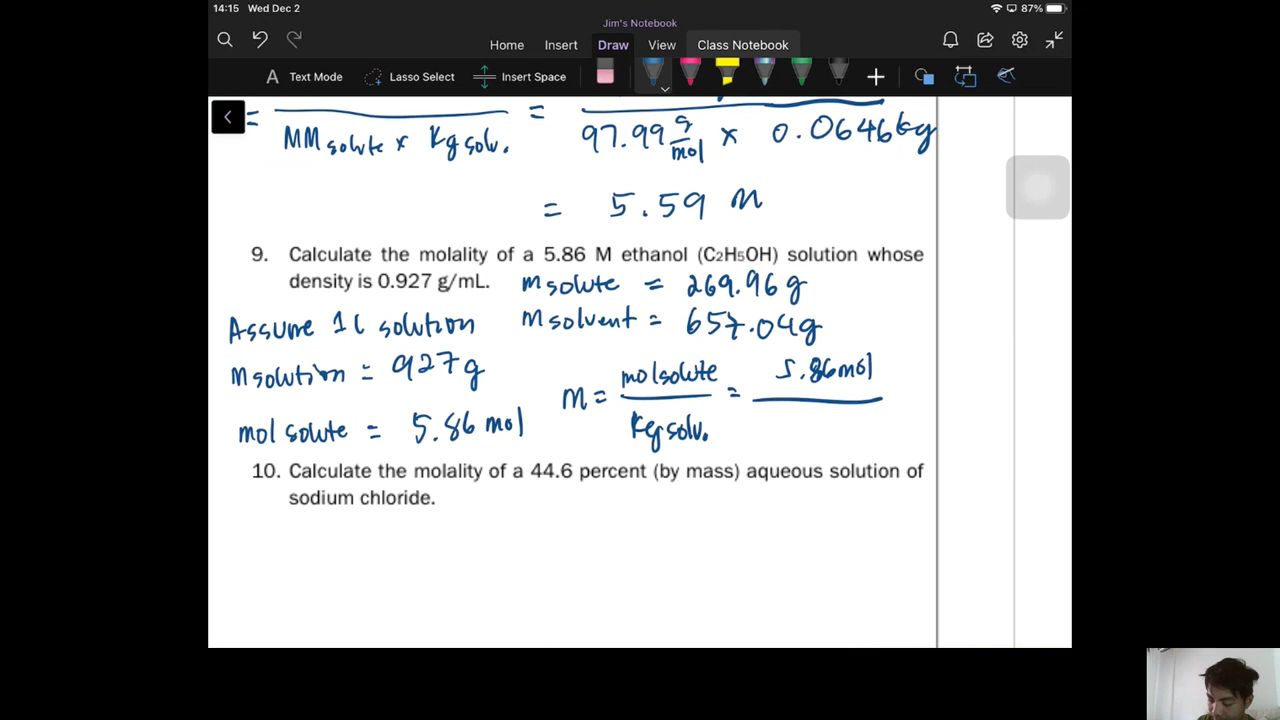 14:15 Wed Dec 2 87%
Jim's Notebook
Home Insert Draw View Class Notebook
Text Mode Lasso Select Insert Space
= MM solute x Kg solv. = 97.99 g/mol x 0.0646 kg
= 5.59 m
9. Calculate the molality of a 5.86 M ethanol (C2H5OH) solution whose
density is 0.927 g/mL. m solute = 269.96 g
Assume 1L solution m solvent = 657.04 g
m solution = 927 g
m = mol solute / kg solv. = 5.86 mol
mol solute = 5.86 mol
10. Calculate the molality of a 44.6 percent (by mass) aqueous solution of
sodium chloride.